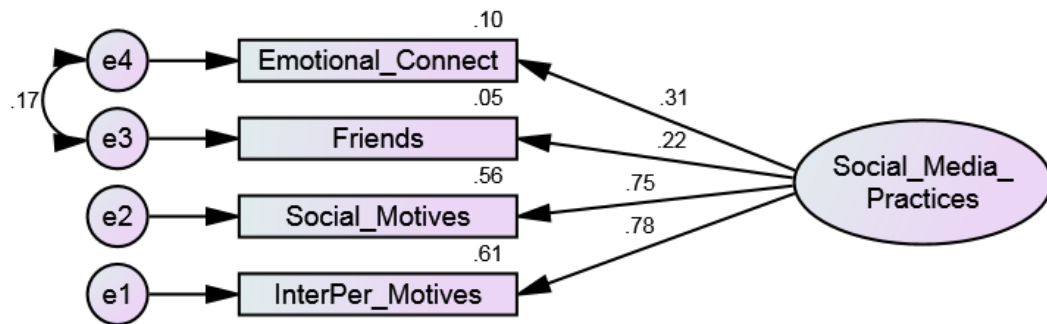 .10
e4
Emotional_Connect
.05
.31
.17
e3
Friends
.22
.56
Social_Media_
Practices
e2
Social_Motives
.75
.61
.78
e1
InterPer_Motives